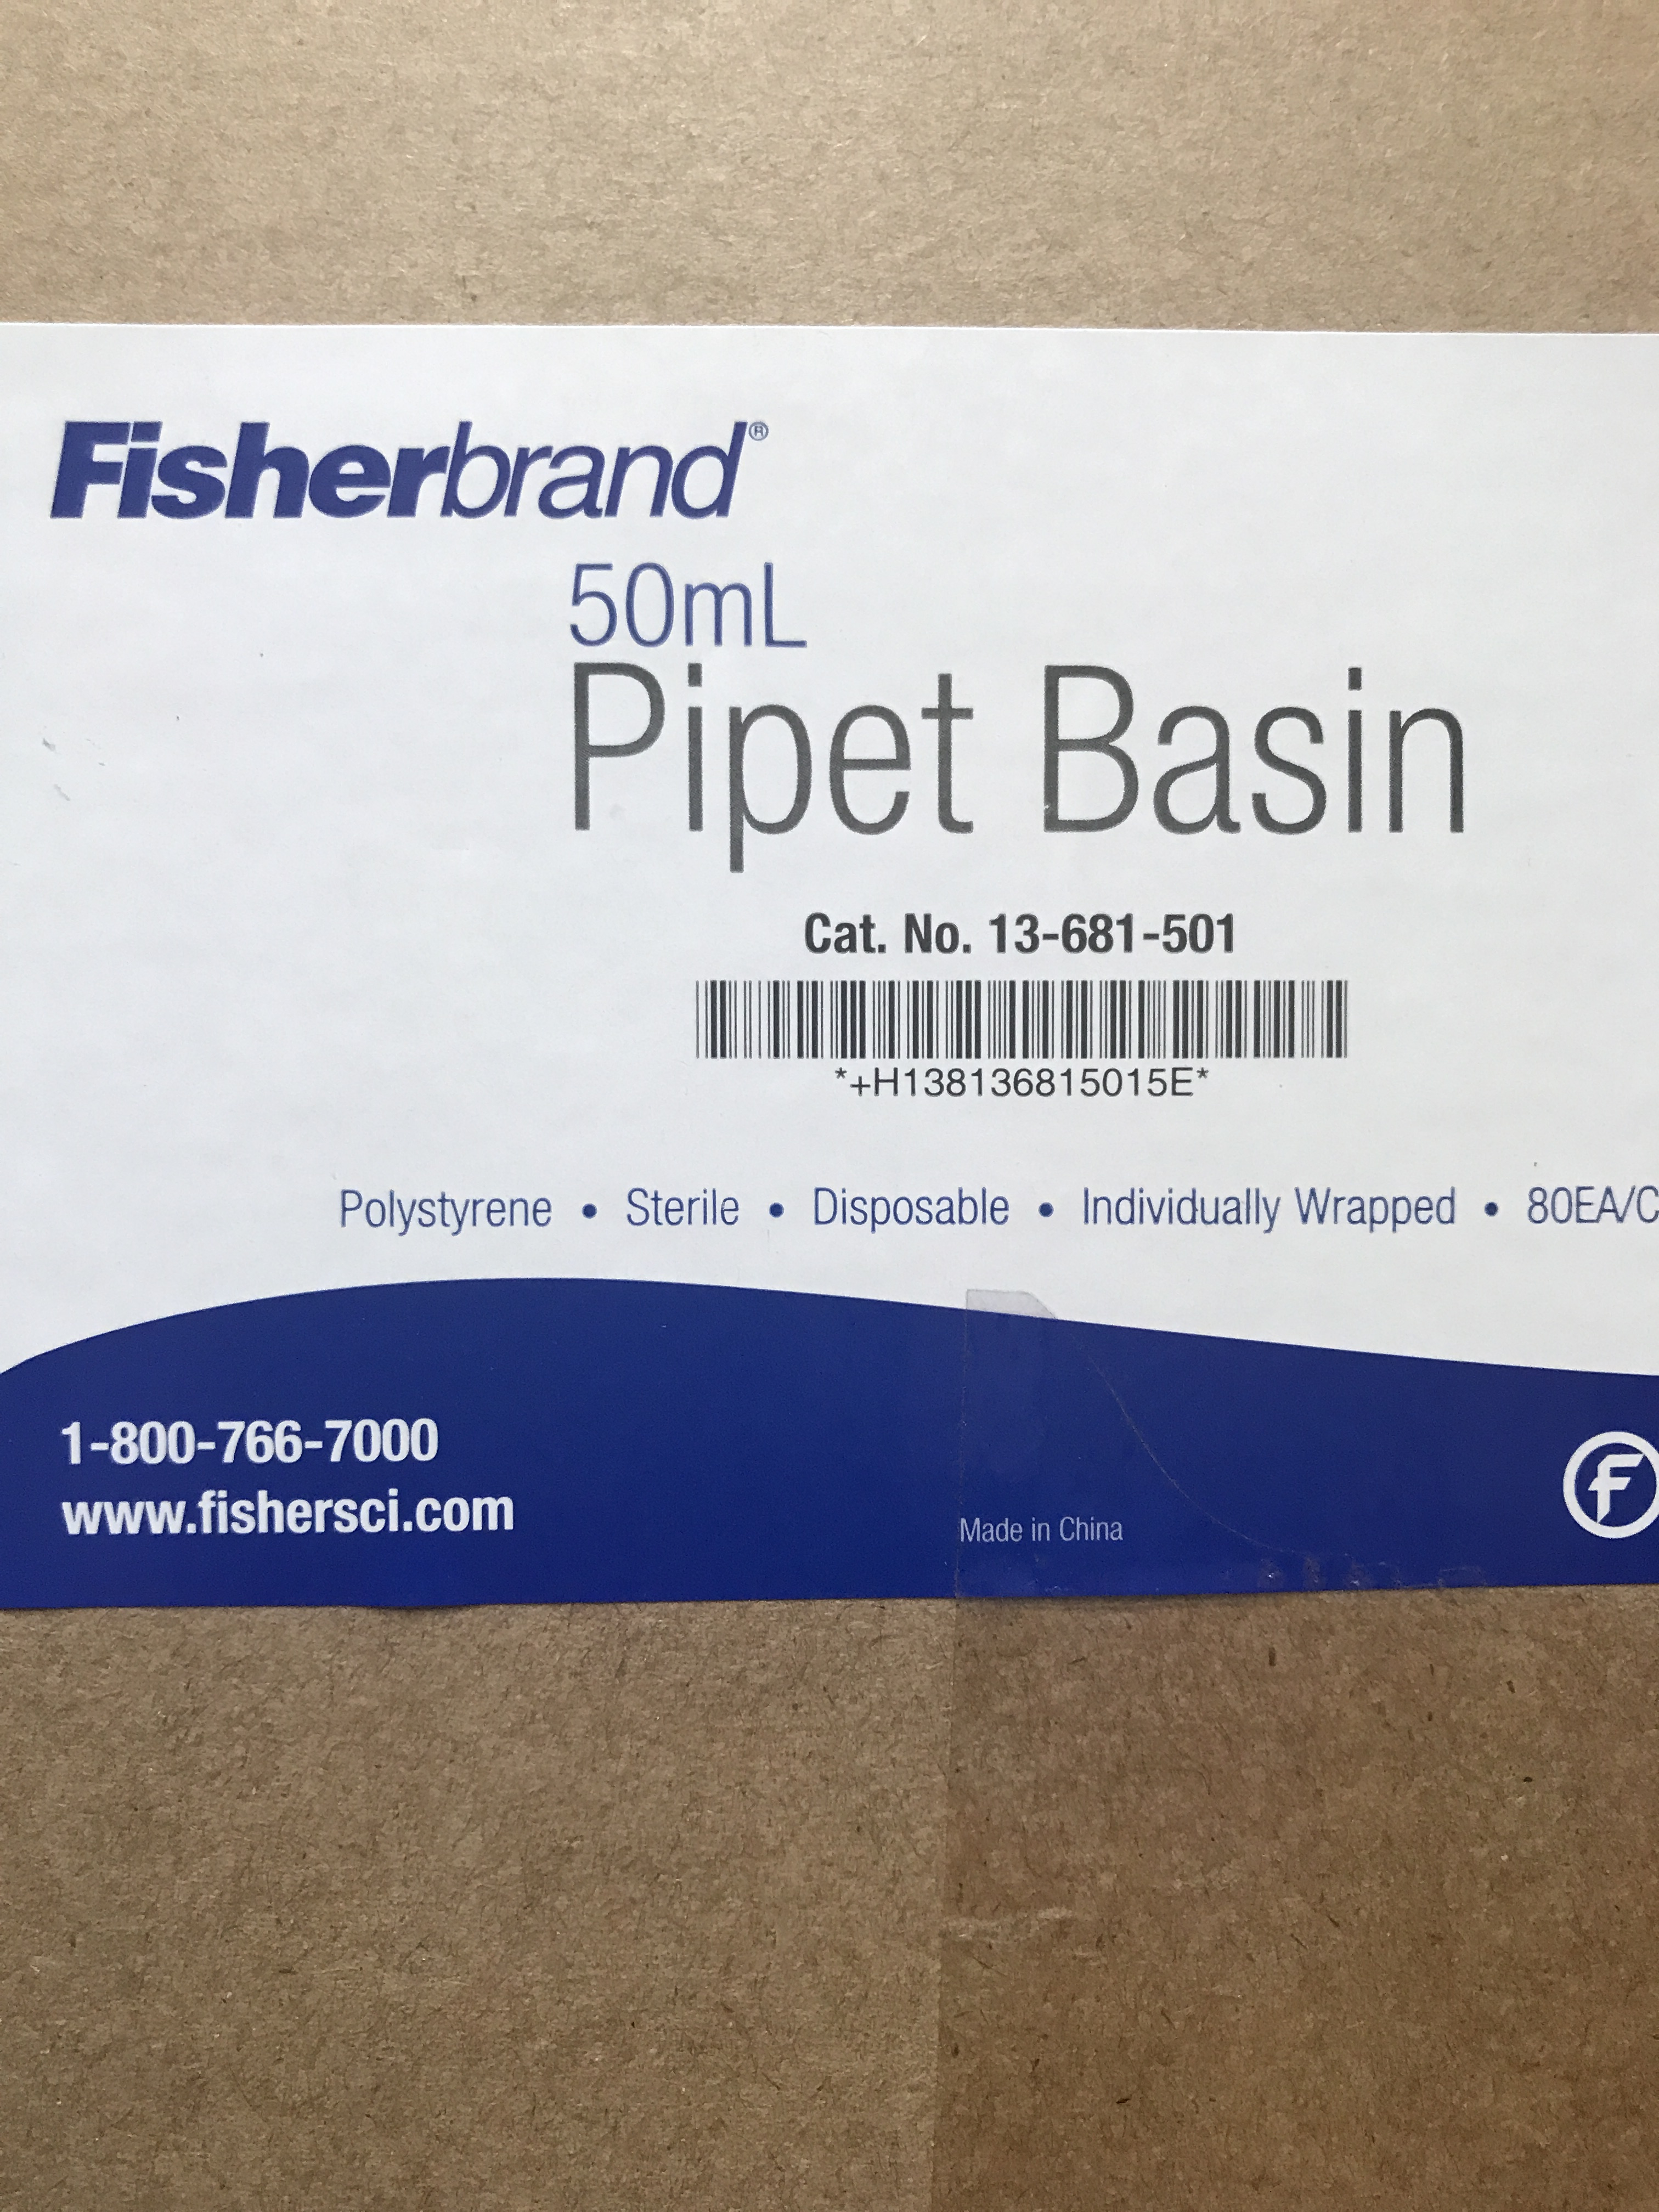 Fisherbrand®
50mL
Pipet Basin
Cat. No. 13-681-501
*+H138136815015E*
Polystyrene • Sterile • Disposable • Individually Wrapped • 80EA/C
1-800-766-7000
www.fishersci.com
Made in China
F